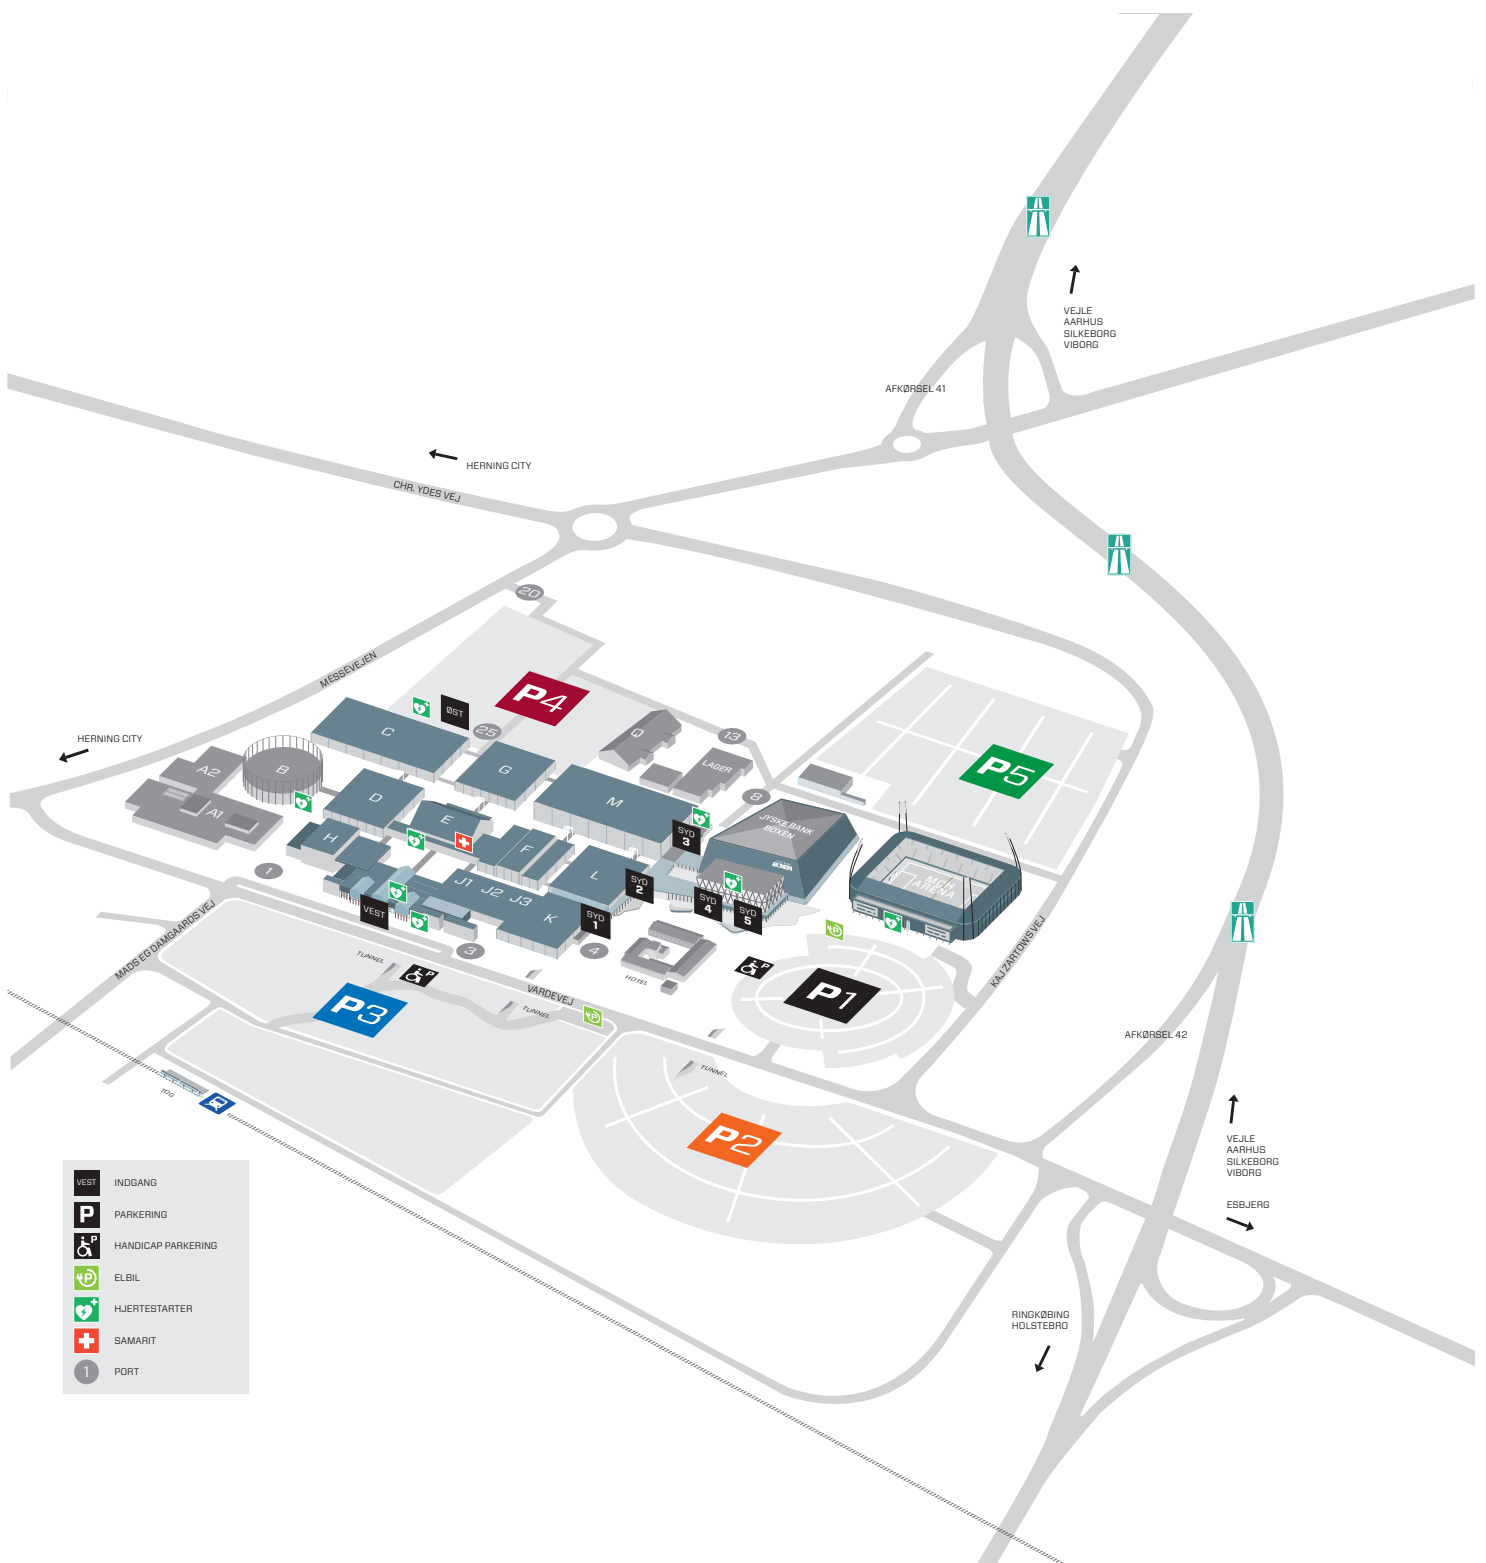 VEJLE
AARHUS
SILKEBORG
VIBORG
AFKØRSEL 41
HERNING CITY
CHR. YDES VEJ
20
MESSEVEJEN
P4
ØST
25
C
Q
13
HERNING CITY
G
LAGER
A2
B
P5
D
M
8
A1
E
JYSKE BANK
BOXEN
SYD
3
H
F
BOXEN
1
J1 J2 J3
L
SYD
2
MCH
ARENA
VEST
K
SYD
1
SYD
4
SYD
5
MADS EG DAMGAARDS VEJ
3
4
KAJ ZARTOWS VEJ
TUNNEL
HOTEL
P
P1
VARDEVEJ
P3
TUNNEL
AFKØRSEL 42
TUNNEL
TOG
P2
VEJLE
AARHUS
SILKEBORG
VIBORG
ESBJERG
VEST INDGANG
P PARKERING
P HANDICAP PARKERING
P ELBIL
HJERTESTARTER
SAMARIT
1 PORT
RINGKØBING
HOLSTEBRO